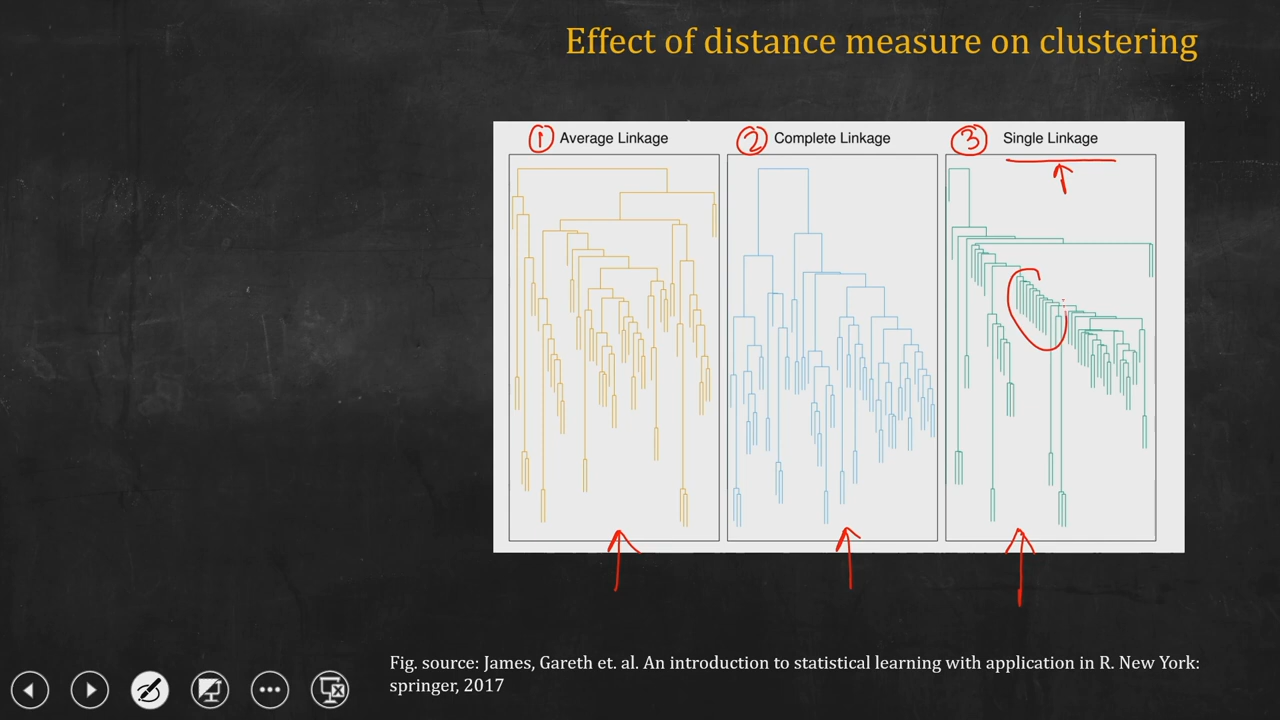 Effect of distance measure on clustering
① Average Linkage
② Complete Linkage
③ Single Linkage
Fig. source: James, Gareth et. al. An introduction to statistical learning with application in R. New York:
springer, 2017